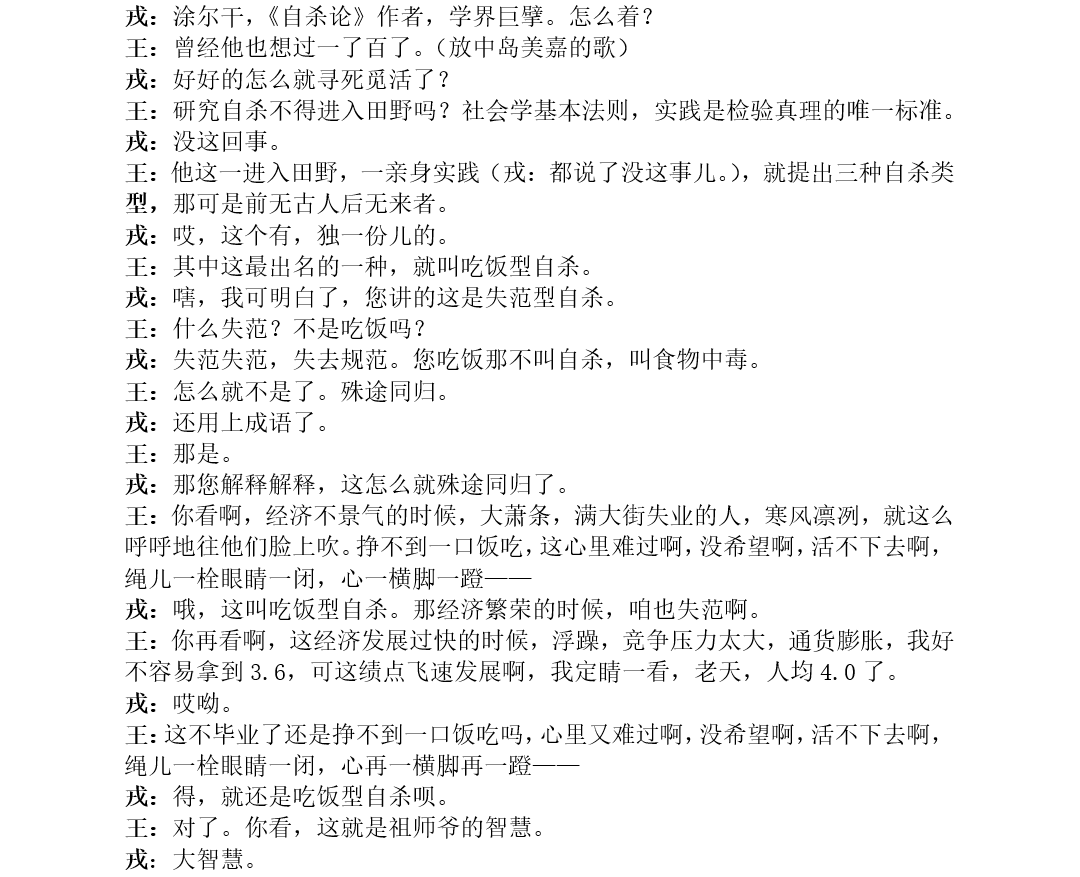 戎：涂尔干，《自杀论》作者，学界巨擘。怎么着？
王：曾经他也想过一了百了。（放中岛美嘉的歌）
戎：好好的怎么就寻死觅活了？
王：研究自杀不得进入田野吗？社会学基本法则，实践是检验真理的唯一标准。
戎：没这回事。
王：他这一进入田野，一亲身实践（戎：都说了没这事儿。），就提出三种自杀类
型，那可是前无古人后无来者。
戎：哎，这个有，独一份儿的。
王：其中这最出名的一种，就叫吃饭型自杀。
戎：嗐，我可明白了，您讲的这是失范型自杀。
王：什么失范？不是吃饭吗？
戎：失范失范，失去规范。您吃饭那不叫自杀，叫食物中毒。
王：怎么就不是了。殊途同归。
戎：还用上成语了。
王：那是。
戎：那您解释解释，这怎么就殊途同归了。
王：你看啊，经济不景气的时候，大萧条，满大街失业的人，寒风凛冽，就这么
呼呼地往他们脸上吹。挣不到一口饭吃，这心里难过啊，没希望啊，活不下去啊，
绳儿一栓眼睛一闭，心一横脚一蹬——
戎：哦，这叫吃饭型自杀。那经济繁荣的时候，咱也失范啊。
王：你再看啊，这经济发展过快的时候，浮躁，竞争压力太大，通货膨胀，我好
不容易拿到 3.6，可这绩点飞速发展啊，我定睛一看，老天，人均 4.0 了。
戎：哎呦。
王：这不毕业了还是挣不到一口饭吃吗，心里又难过啊，没希望啊，活不下去啊，
绳儿一栓眼睛一闭，心再一横脚再一蹬——
戎：得，就还是吃饭型自杀呗。
王：对了。你看，这就是祖师爷的智慧。
戎：大智慧。